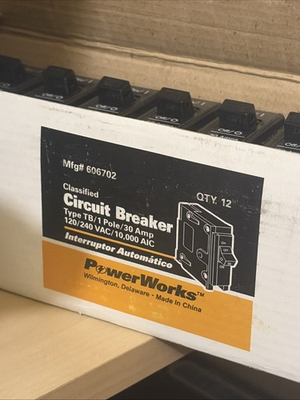 Mfg# 606702
Classified
QTY. 12
Circuit Breaker
Type TB/1 Pole/30 Amp
120/240 VAC/10,000 AIC
Interruptor Automático
PowerWorks™
Wilmington, Delaware - Made in China